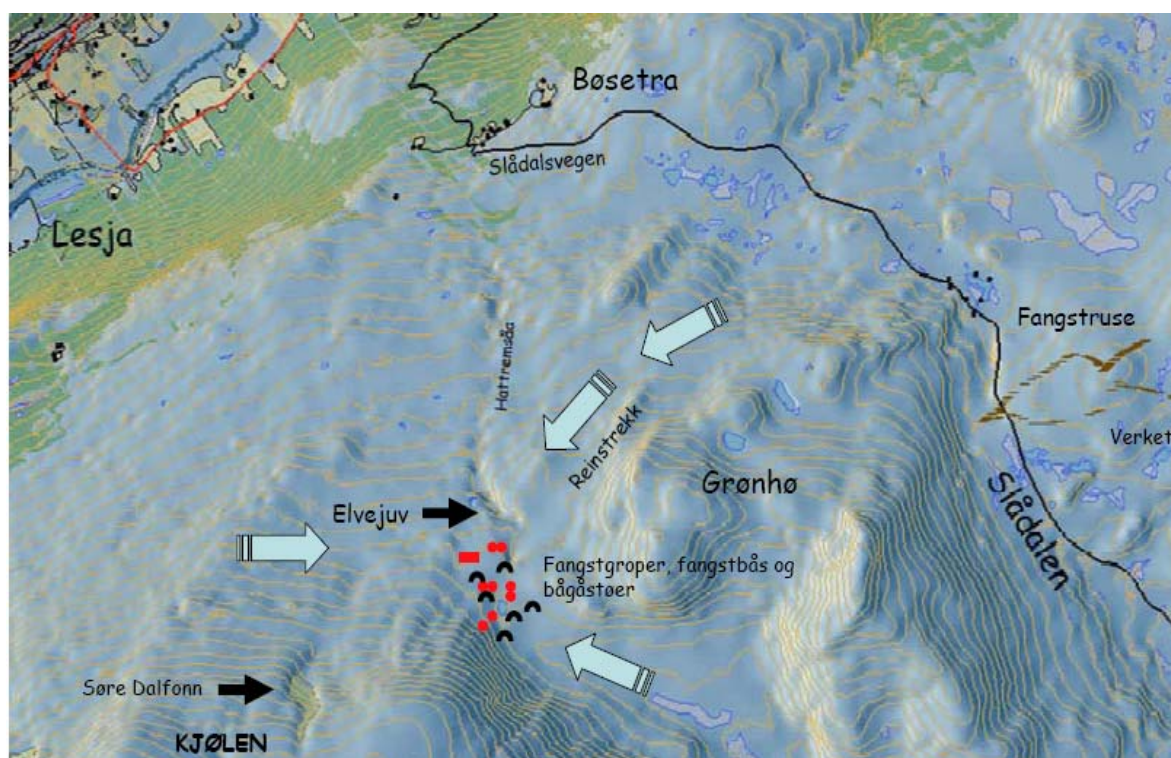 Bøsetra
Slådalsvegen
Lesja
Fangstruse
Hattremsåa
Verket
Reinstrekk
Grønhø
Slådalen
Elvejuv
Fangstgroper, fangstbås og
bågåstøer
Søre Dalfonn
KJØLEN